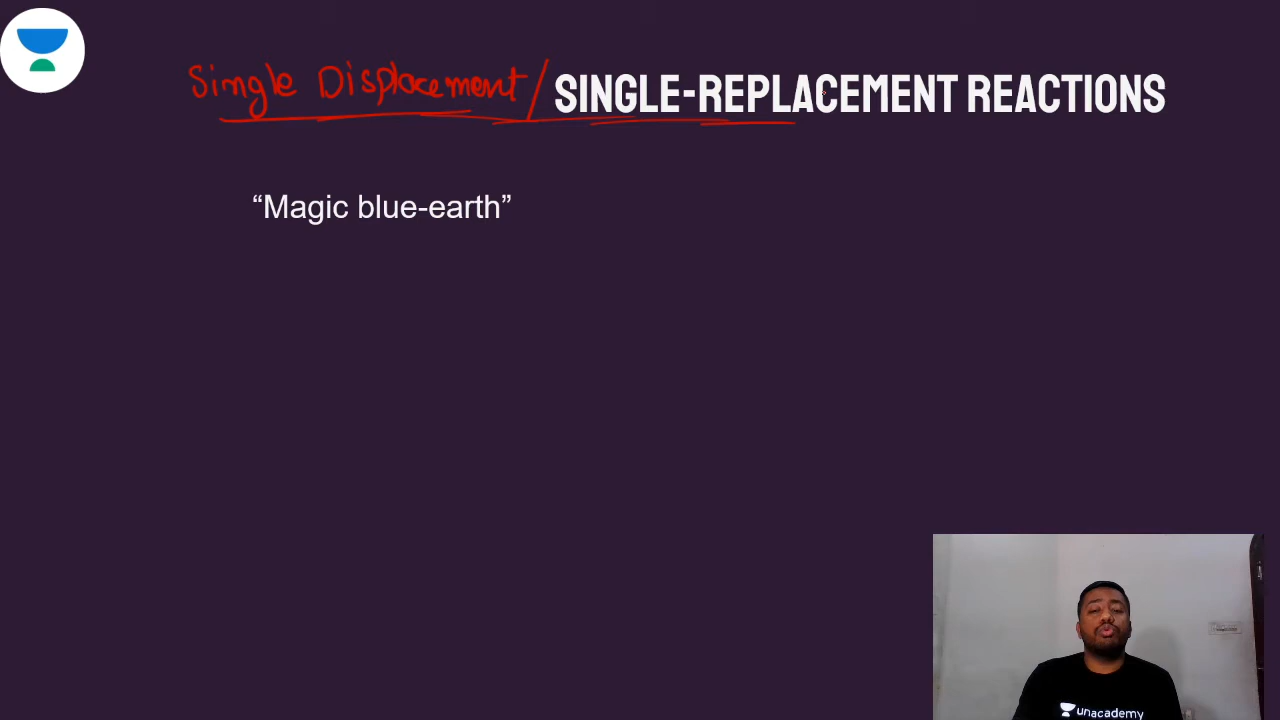 Single Displacement / SINGLE-REPLACEMENT REACTIONS
“Magic blue-earth”
unacademy